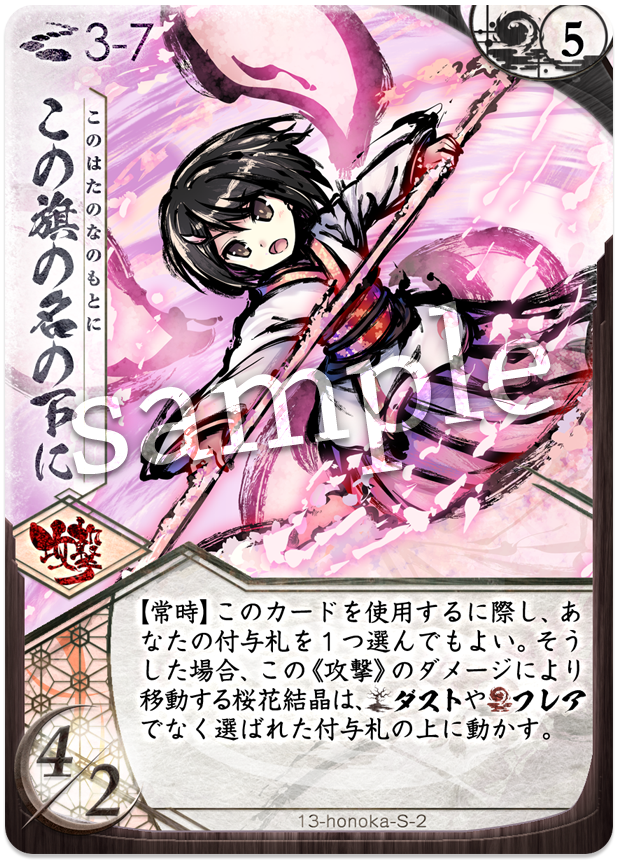 3-7
5
この旗の名の下に
このはたのなのもとに
sample
攻撃
【常時】このカードを使用するに際し、あ
なたの付与札を１つ選んでもよい。そう
した場合、この《攻撃》のダメージにより
移動する桜花結晶は、ダストやフレア
でなく選ばれた付与札の上に動かす。
4/2
13-honoka-S-2